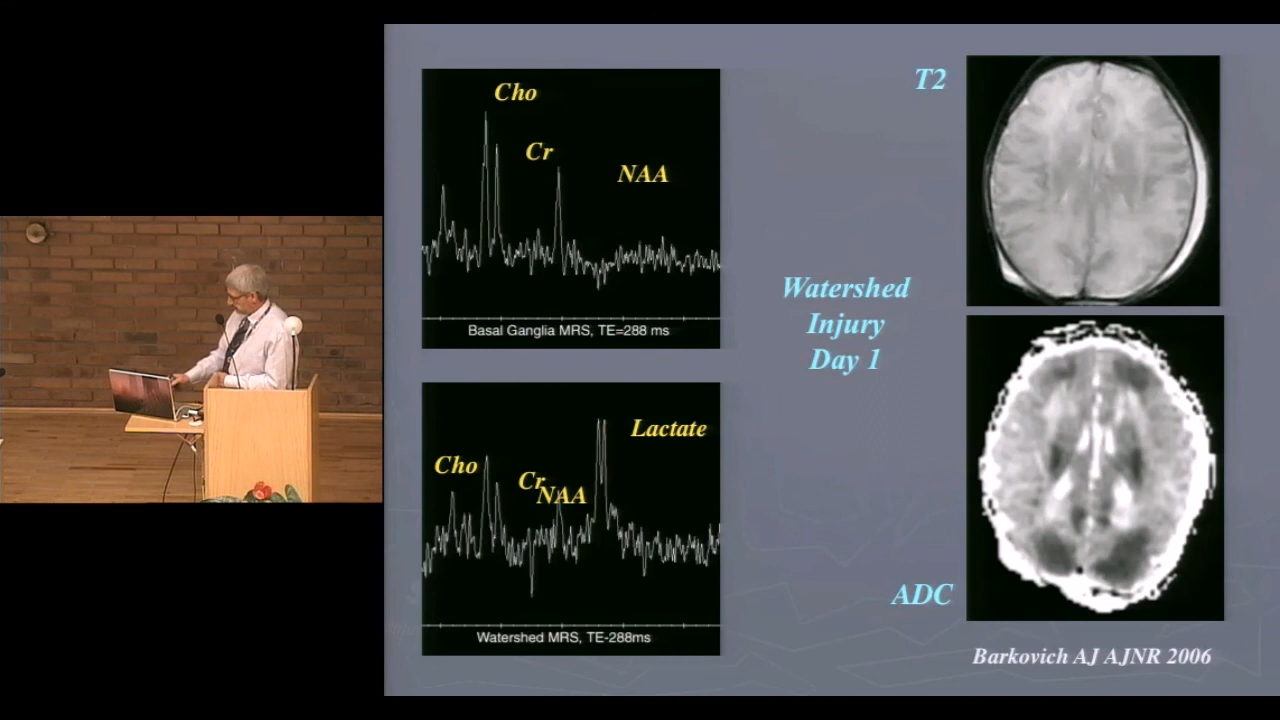 Cho
Cr
NAA
Basal Ganglia MRS, TE=288 ms
Lactate
Cho
Cr
NAA
Watershed MRS, TE-288ms
Watershed
Injury
Day 1
T2
ADC
Barkovich AJ AJNR 2006